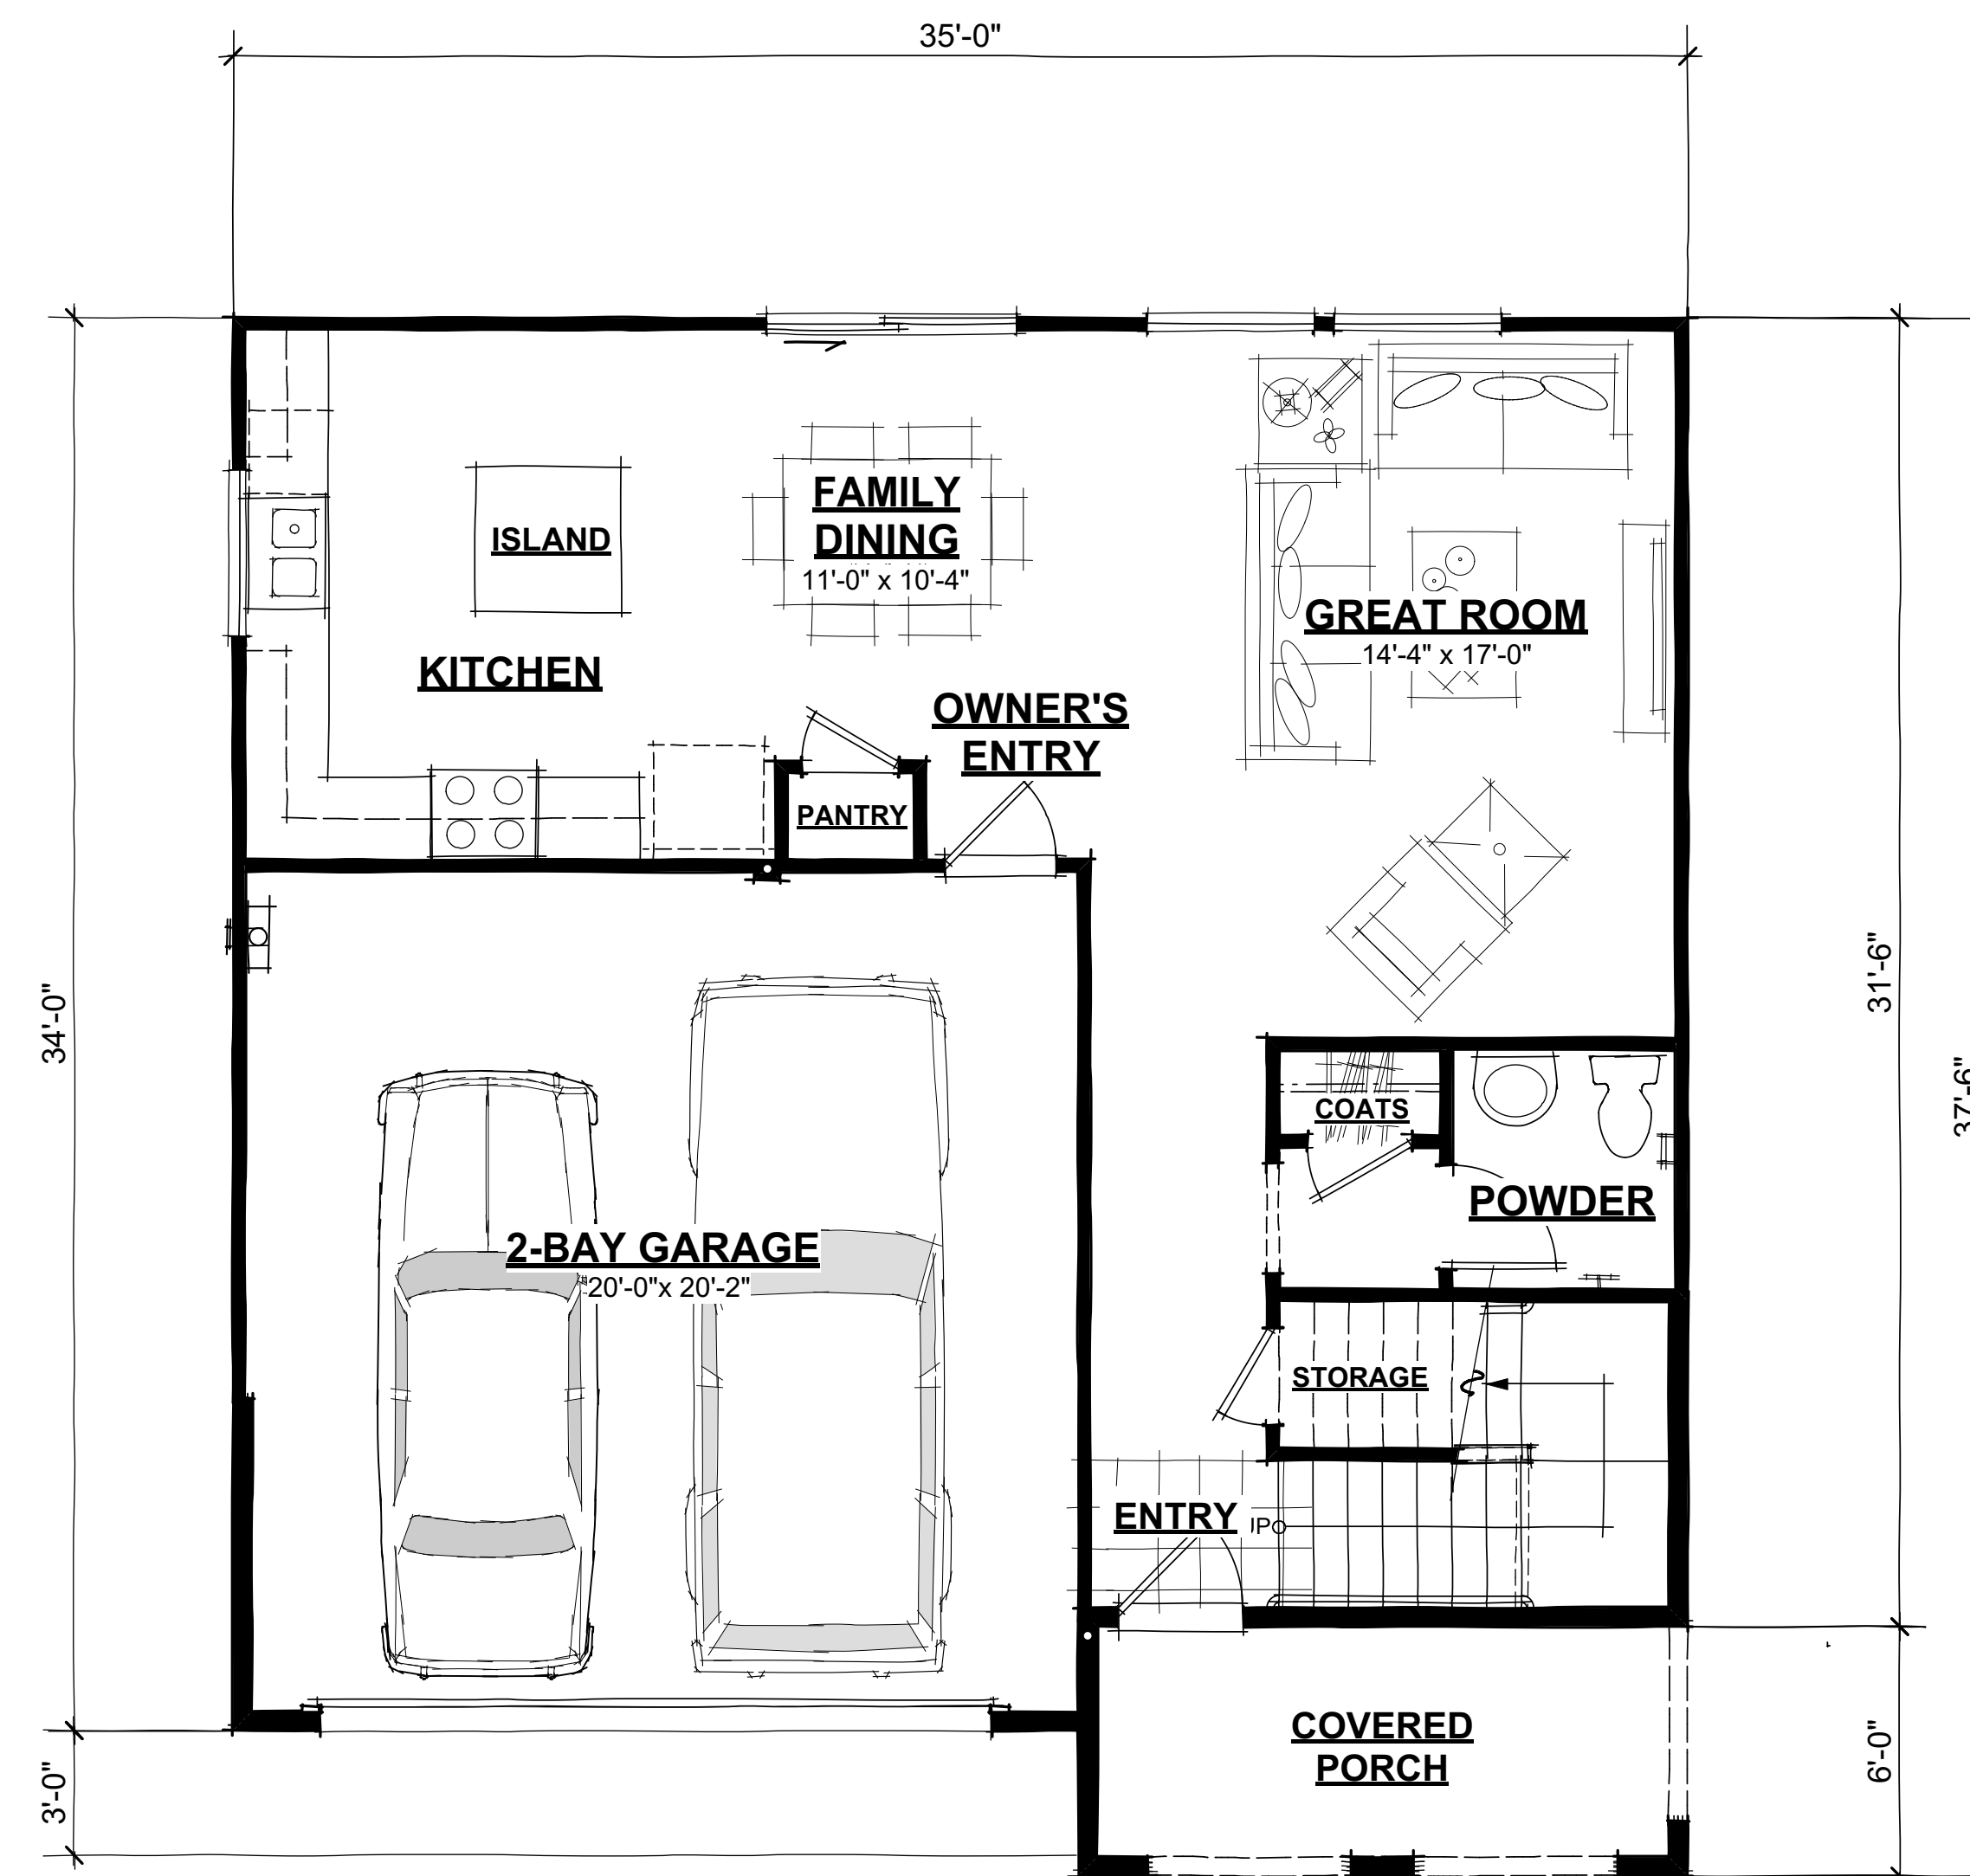 35'-0"
FAMILY
DINING
11'-0" x 10'-4"
ISLAND
KITCHEN
GREAT ROOM
14'-4" x 17'-0"
OWNER'S
ENTRY
PANTRY
34'-0"
31'-6"
37'-6"
COATS
POWDER
2-BAY GARAGE
20'-0"x 20'-2"
STORAGE
ENTRY
COVERED
PORCH
3'-0"
6'-0"